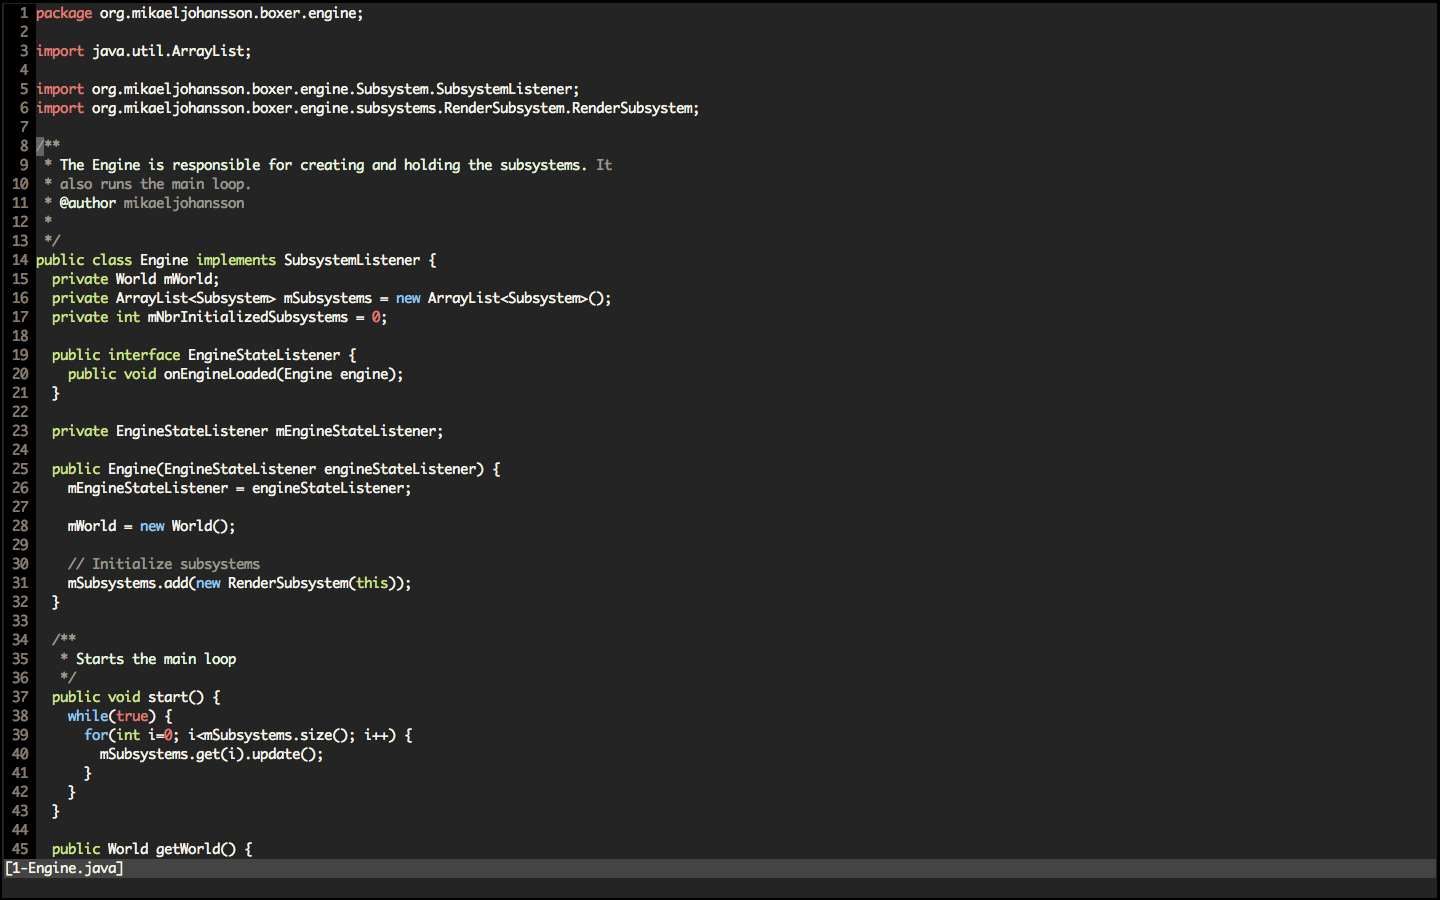 1 package org.mikaeljohansson.boxer.engine;
2
3 import java.util.ArrayList;
4
5 import org.mikaeljohansson.boxer.engine.Subsystem.SubsystemListener;
6 import org.mikaeljohansson.boxer.engine.subsystems.RenderSubsystem.RenderSubsystem;
7
8 /**
9  * The Engine is responsible for creating and holding the subsystems. It
10  * also runs the main loop.
11  * @author mikaeljohansson
12  *
13  */
14 public class Engine implements SubsystemListener {
15   private World mWorld;
16   private ArrayList<Subsystem> mSubsystems = new ArrayList<Subsystem>();
17   private int mNbrInitializedSubsystems = 0;
18
19   public interface EngineStateListener {
20     public void onEngineLoaded(Engine engine);
21   }
22
23   private EngineStateListener mEngineStateListener;
24
25   public Engine(EngineStateListener engineStateListener) {
26     mEngineStateListener = engineStateListener;
27
28     mWorld = new World();
29
30     // Initialize subsystems
31     mSubsystems.add(new RenderSubsystem(this));
32   }
33
34   /**
35    * Starts the main loop
36    */
37   public void start() {
38     while(true) {
39       for(int i=0; i<mSubsystems.size(); i++) {
40         mSubsystems.get(i).update();
41       }
42     }
43   }
44
45   public World getWorld() {
[1-Engine.java]